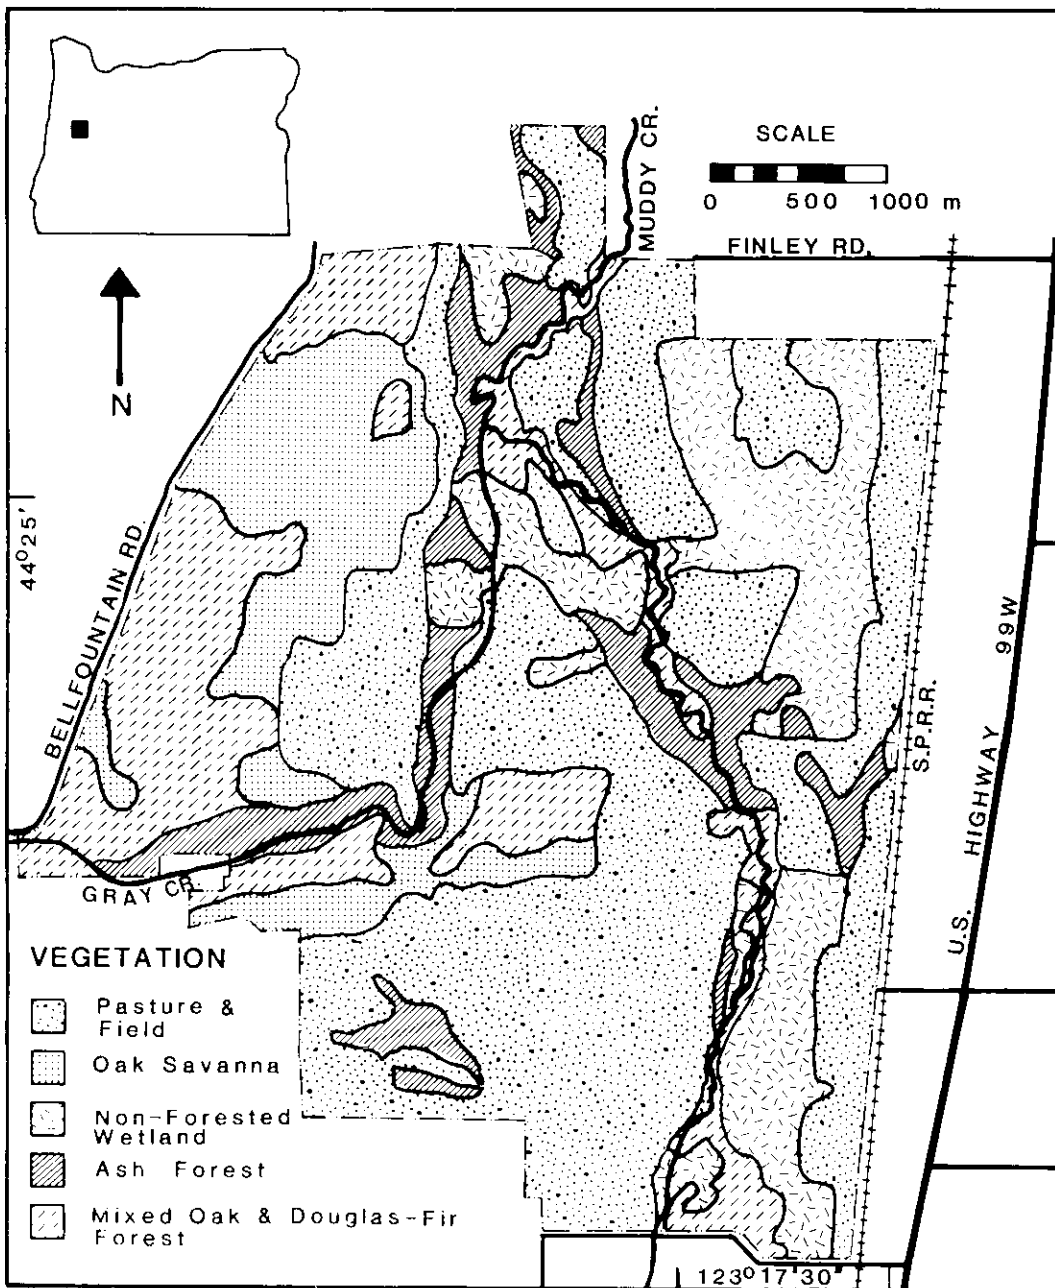 MUDDY CR.
SCALE
0 500 1000 m
FINLEY RD.
N
44°25'
BELLFOUNTAIN RD
U.S. HIGHWAY 99W
S.P.R.R.
GRAY CR.
VEGETATION
Pasture &
Field
Oak Savanna
Non-Forested
Wetland
Ash Forest
Mixed Oak & Douglas-Fir
Forest
123° 17'30"